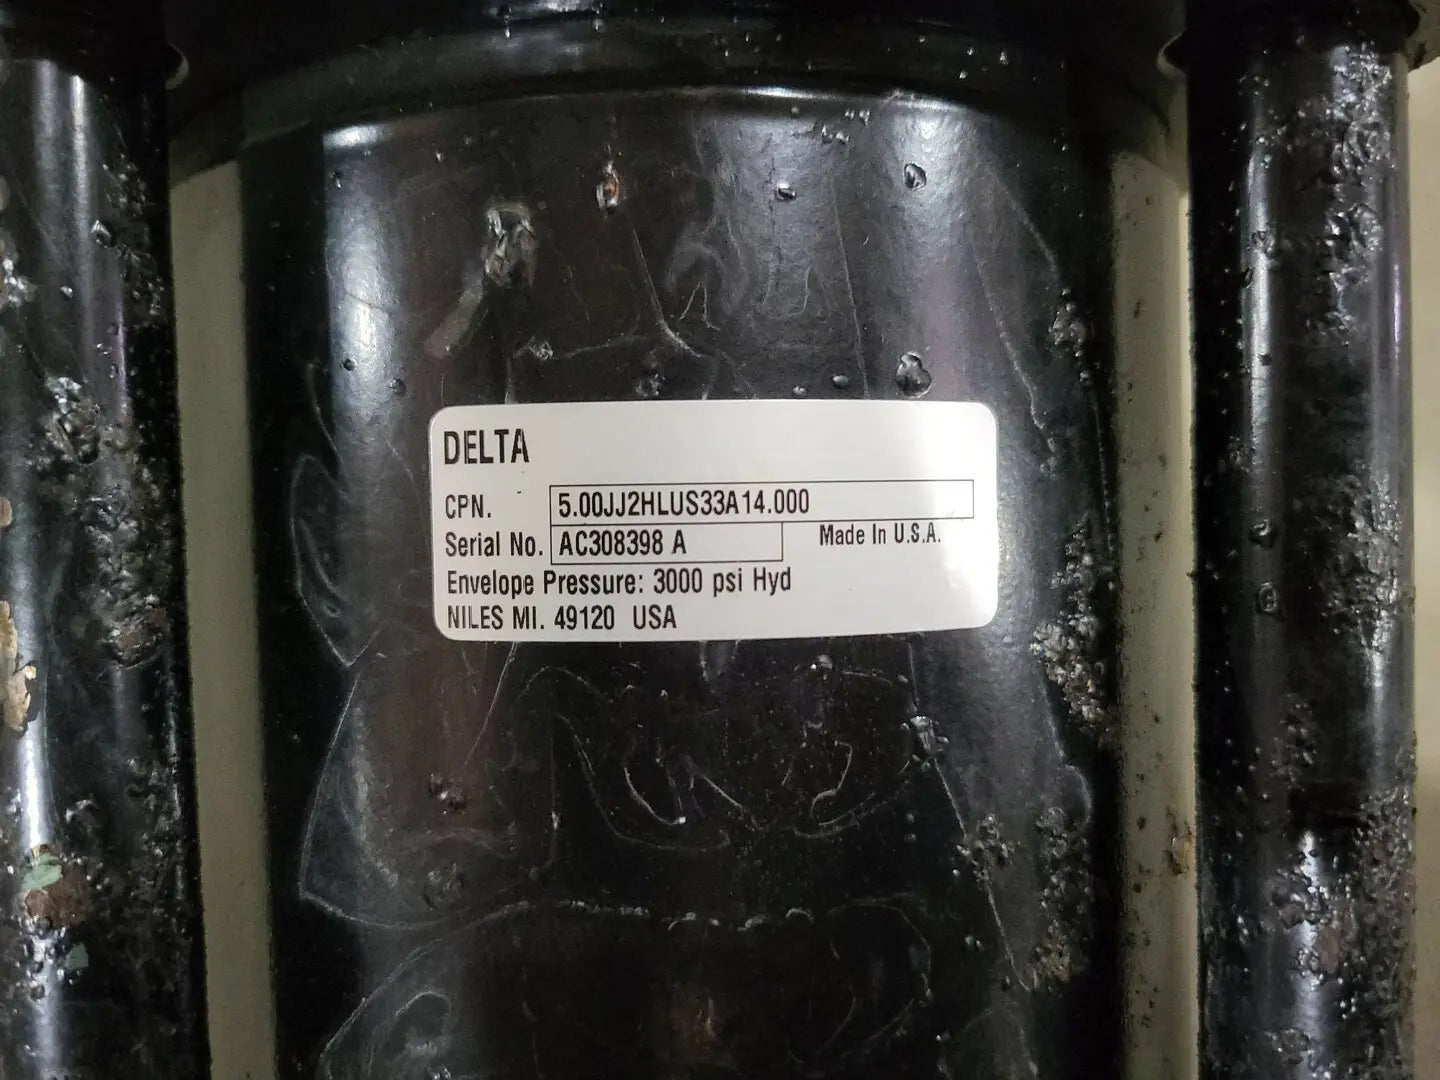 DELTA
CPN. 5.00JJ2HLUS33A14.000
Serial No. AC308398 A Made In U.S.A.
Envelope Pressure: 3000 psi Hyd
NILES MI. 49120 USA